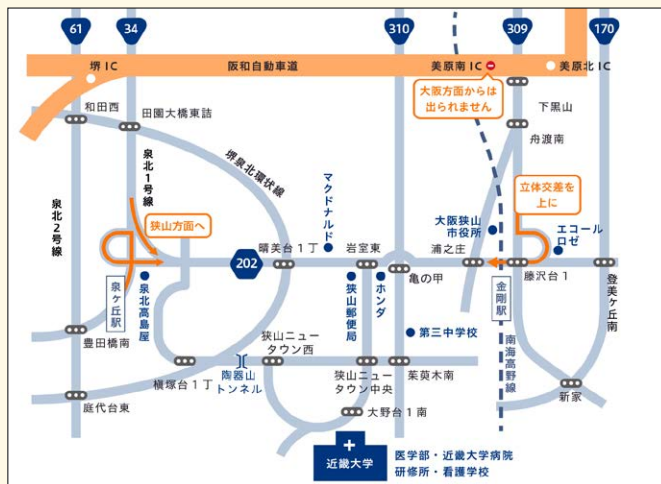 61
34
310
309
170
堺IC
阪和自動車道
美原南IC
美原北IC
大阪方面からは
出られません
和田西
田園大橋東詰
下黒山
舟渡南
泉北1号線
堺泉北環状線
泉北2号線
マクドナルド
狭山方面へ
大阪狭山
市役所
立体交差を
上に
エコール
ロゼ
晴美台1丁
岩室東
浦之庄
202
亀の甲
藤沢台1
泉ケ丘駅
泉北高島屋
狭山郵便局
ホンダ
金剛駅
登美ケ丘南
豊田橋南
第三中学校
南海高野線
狭山ニュー
タウン西
槇塚台1丁
陶器山
トンネル
狭山ニュー
タウン中央
茱萸木南
新家
庭代台東
大野台1南
近畿大学
医学部・近畿大学病院
研修所・看護学校